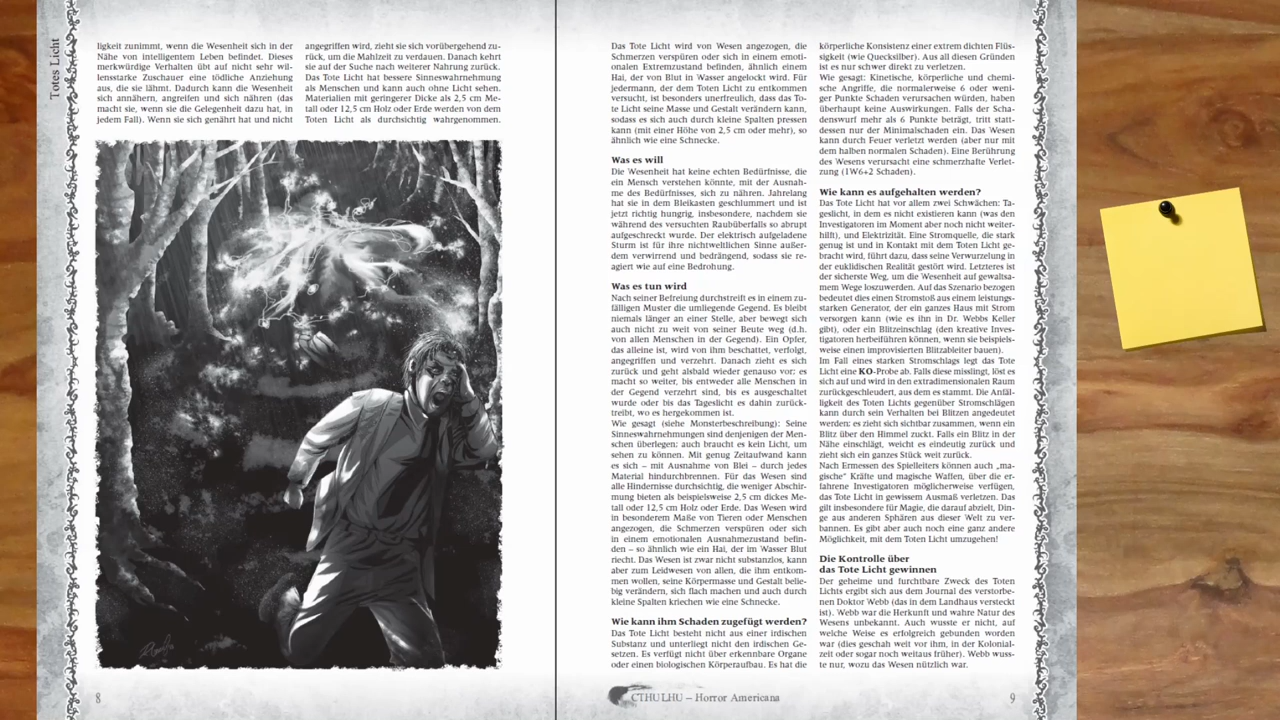 Totes Licht
ligkeit zunimmt, wenn die Wesenheit sich in der
Nähe von intelligentem Leben befindet. Dieses
merkwürdige Verhalten übt auf nicht sehr wil-
lensstarke Zuschauer eine tödliche Anziehung
aus, die sie lähmt. Dadurch kann die Wesenheit
sich annähern, angreifen und sich nähren (das
macht sie, wenn sie die Gelegenheit dazu hat, in
jedem Fall). Wenn sie sich genährt hat und nicht
angegriffen wird, zieht sie sich vorübergehend zu-
rück, um die Mahlzeit zu verdauen. Danach kehrt
sie auf der Suche nach weiterer Nahrung zurück.
Das Tote Licht hat bessere Sinneswahrnehmung
als Menschen und kann auch ohne Licht sehen.
Materialien mit geringerer Dicke als 2,5 cm Me-
tall oder 12,5 cm Holz oder Erde werden von dem
Toten Licht als durchsichtig wahrgenommen.
8
Das Tote Licht wird von Wesen angezogen, die
Schmerzen verspüren oder sich in einem emoti-
onalen Extremzustand befinden, ähnlich einem
Hai, der von Blut in Wasser angelockt wird. Für
jedermann, der dem Toten Licht zu entkommen
versucht, ist besonders unerfreulich, dass das To-
te Licht seine Masse und Gestalt verändern kann,
sodass es sich auch durch kleine Spalten pressen
kann (mit einer Höhe von 2,5 cm oder mehr), so
ähnlich wie eine Schnecke.
Was es will
Die Wesenheit hat keine echten Bedürfnisse, die
ein Mensch verstehen könnte, mit der Ausnah-
me des Bedürfnisses, sich zu nähren. Jahrelang
hat sie in dem Bleikasten geschlummert und ist
jetzt richtig hungrig, insbesondere, nachdem sie
während des versuchten Raubüberfalls so abrupt
aufgeschreckt wurde. Der elektrisch aufgeladene
Sturm ist für ihre nichtweltlichen Sinne außer-
dem verwirrend und bedrängend, sodass sie re-
agiert wie auf eine Bedrohung.
Was es tun wird
Nach seiner Befreiung durchstreift es in einem zu-
fälligen Muster die umliegende Gegend. Es bleibt
niemals länger an einer Stelle, aber bewegt sich
auch nicht zu weit von seiner Beute weg (d.h.
von allen Menschen in der Gegend). Ein Opfer,
das alleine ist, wird von ihm beschattet, verfolgt,
angegriffen und verzehrt. Danach zieht es sich
zurück und geht alsbald wieder genauso vor; es
macht so weiter, bis entweder alle Menschen in
der Gegend verzehrt sind, bis es ausgeschaltet
wurde oder bis das Tageslicht es dahin zurück-
treibt, wo es hergekommen ist.
Wie gesagt (siehe Monsterbeschreibung): Seine
Sinneswahrnehmungen sind denjenigen der Men-
schen überlegen; auch braucht es kein Licht, um
sehen zu können. Mit genug Zeitaufwand kann
es sich – mit Ausnahme von Blei – durch jedes
Material hindurchbrennen. Für das Wesen sind
alle Hindernisse durchsichtig, die weniger Abschir-
mung bieten als beispielsweise 2,5 cm dickes Me-
tall oder 12,5 cm Holz oder Erde. Das Wesen wird
in besonderem Maße von Tieren oder Menschen
angezogen, die Schmerzen verspüren oder sich
in einem emotionalen Ausnahmezustand befin-
den – so ähnlich wie ein Hai, der im Wasser Blut
riecht. Das Wesen ist zwar nicht substanzlos, kann
aber zum Leidwesen von allen, die ihm entkom-
men wollen, seine Körpermasse und Gestalt belie-
big verändern, sich flach machen und auch durch
kleine Spalten kriechen wie eine Schnecke.
Wie kann ihm Schaden zugefügt werden?
Das Tote Licht besteht nicht aus einer irdischen
Substanz und unterliegt nicht den irdischen Ge-
setzen. Es verfügt nicht über erkennbare Organe
oder einen biologischen Körperaufbau. Es hat die
körperliche Konsistenz einer extrem dichten Flüs-
sigkeit (wie Quecksilber). Aus all diesen Gründen
ist es nur schwer direkt zu verletzen.
Wie gesagt: Kinetische, körperliche und chemi-
sche Angriffe, die normalerweise 6 oder weni-
ger Punkte Schaden verursachen würden, haben
überhaupt keine Auswirkungen. Falls der Scha-
denswurf mehr als 6 Punkte beträgt, tritt statt-
dessen nur der Minimalschaden ein. Das Wesen
kann durch Feuer verletzt werden (aber nur mit
dem halben normalen Schaden). Eine Berührung
des Wesens verursacht eine schmerzhafte Verlet-
zung (1W6+2 Schaden).
Wie kann es aufgehalten werden?
Das Tote Licht hat vor allem zwei Schwächen: Ta-
geslicht, in dem es nicht existieren kann (was den
Investigatoren im Moment aber noch nicht weiter-
hilft), und Elektrizität. Eine Stromquelle, die stark
genug ist und in Kontakt mit dem Toten Licht ge-
bracht wird, führt dazu, dass seine Verwurzelung in
der euklidischen Realität gestört wird. Letzteres ist
der sicherste Weg, um die Wesenheit auf gewaltsa-
mem Wege loszuwerden. Auf das Szenario bezogen
bedeutet dies einen Stromstoß aus einem leistungs-
starken Generator, der ein ganzes Haus mit Strom
versorgen kann (wie es ihn in Dr. Webbs Keller
gibt), oder ein Blitzeinschlag (den kreative Inves-
tigatoren herbeiführen können, wenn sie beispiels-
weise einen improvisierten Blitzableiter bauen).
Im Fall eines starken Stromschlags legt das Tote
Licht eine KO-Probe ab. Falls diese misslingt, löst es
sich auf und wird in den extradimensionalen Raum
zurückgeschleudert, aus dem es stammt. Die Anfäl-
ligkeit des Toten Lichts gegenüber Stromschlägen
kann durch sein Verhalten bei Blitzen angedeutet
werden: es zieht sich sichtbar zusammen, wenn ein
Blitz über den Himmel zuckt. Falls ein Blitz in der
Nähe einschlägt, weicht es eindeutig zurück und
zieht sich ein ganzes Stück weit zurück.
Nach Ermessen des Spielleiters können auch „ma-
gische“ Kräfte und magische Waffen, über die er-
fahrene Investigatoren möglicherweise verfügen,
das Tote Licht in gewissem Ausmaß verletzen. Das
gilt insbesondere für Magie, die darauf abzielt, Din-
ge aus anderen Sphären aus dieser Welt zu ver-
bannen. Es gibt aber auch noch eine ganz andere
Möglichkeit, mit dem Toten Licht umzugehen!
Die Kontrolle über
das Tote Licht gewinnen
Der geheime und furchtbare Zweck des Toten
Lichts ergibt sich aus dem Journal des verstorbe-
nen Doktor Webb (das in dem Landhaus versteckt
ist). Webb war die Herkunft und wahre Natur des
Wesens unbekannt. Auch wusste er nicht, auf
welche Weise es erfolgreich gebunden worden
war (dies geschah weit vor ihm, in der Kolonial-
zeit oder sogar noch weitaus früher). Webb wuss-
te nur, wozu das Wesen nützlich war.
CTHULHU – Horror Americana
9